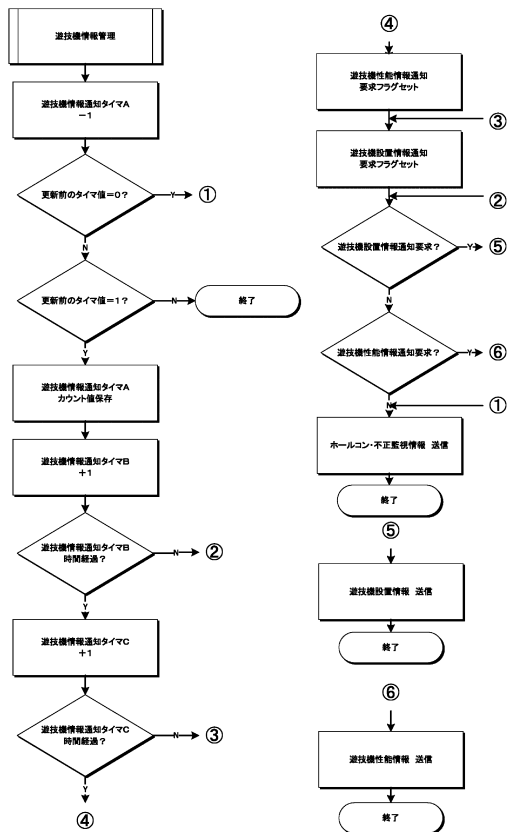 遊技機情報管理
遊技機情報通知タイマA
－1
更新前のタイマ値＝0？
Y
①
N
更新前のタイマ値＝1？
N
終了
Y
遊技機情報通知タイマA
カウント値保存
遊技機情報通知タイマB
＋1
遊技機情報通知タイマB
時間経過？
N
②
Y
遊技機情報通知タイマC
＋1
遊技機情報通知タイマC
時間経過？
N
③
Y
④
④
遊技機性能情報通知
要求フラグセット
③
遊技機設置情報通知
要求フラグセット
②
遊技機設置情報通知要求？
Y
⑤
N
遊技機性能情報通知要求？
Y
⑥
N
①
ホールコン・不正監視情報 送信
終了
⑤
遊技機設置情報 送信
終了
⑥
遊技機性能情報 送信
終了